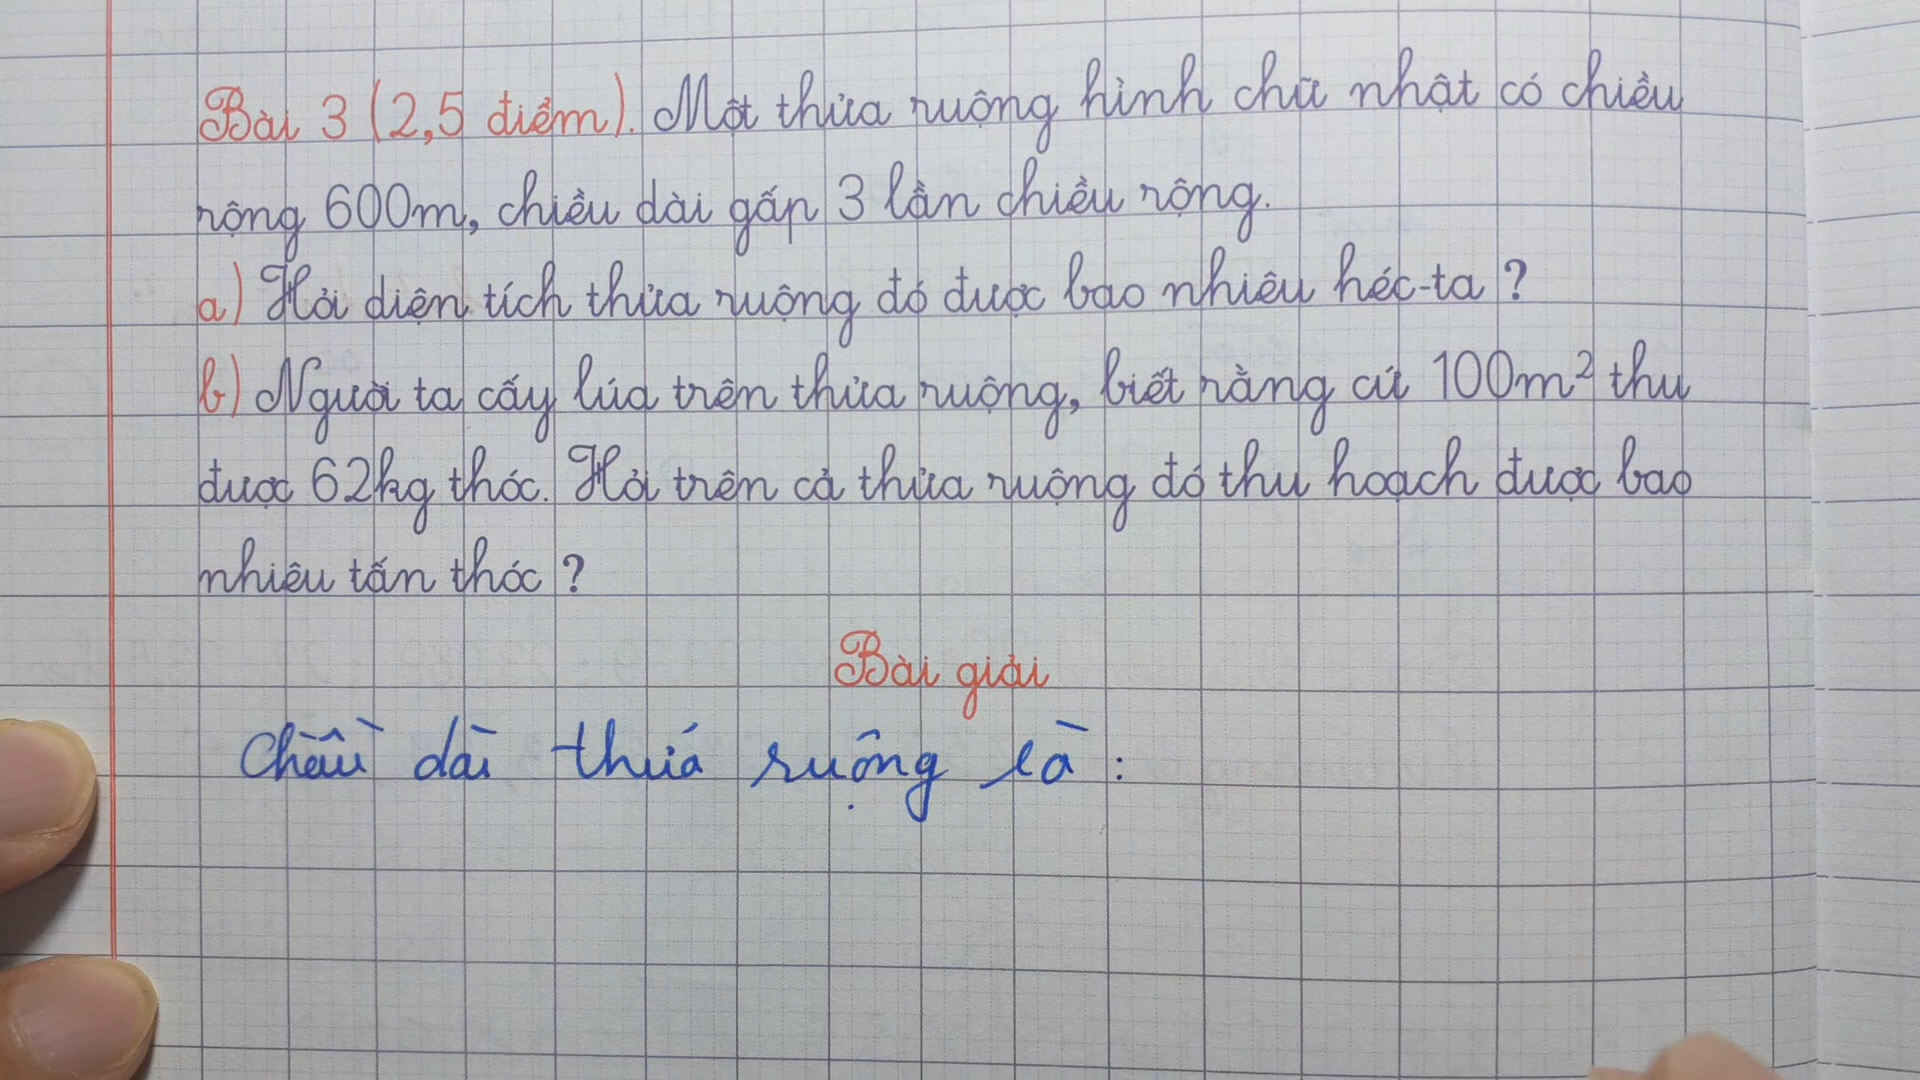 Bài 3 (2,5 điểm). Một thửa ruộng hình chữ nhật có chiều
rộng 600m, chiều dài gấp 3 lần chiều rộng.
a) Hỏi diện tích thửa ruộng đó được bao nhiêu héc-ta ?
b) Người ta cấy lúa trên thửa ruộng, biết rằng cứ 100m² thu
được 62kg thóc. Hỏi trên cả thửa ruộng đó thu hoạch được bao
nhiêu tấn thóc ?
Bài giải
Chiều dài thửa ruộng là :